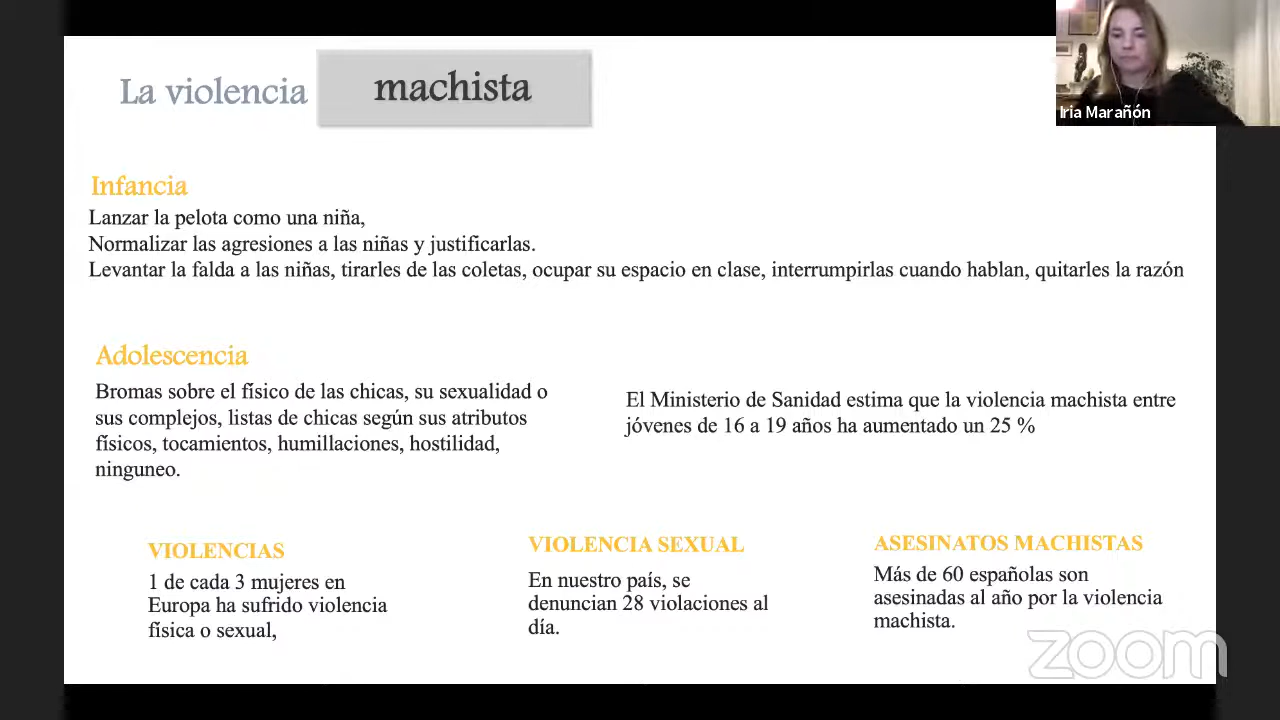 La violencia machista
Iria Marañón
Infancia
Lanzar la pelota como una niña,
Normalizar las agresiones a las niñas y justificarlas.
Levantar la falda a las niñas, tirarles de las coletas, ocupar su espacio en clase, interrumpirlas cuando hablan, quitarles la razón
Adolescencia
Bromas sobre el físico de las chicas, su sexualidad o
sus complejos, listas de chicas según sus atributos
físicos, tocamientos, humillaciones, hostilidad,
ninguneo.
El Ministerio de Sanidad estima que la violencia machista entre
jóvenes de 16 a 19 años ha aumentado un 25 %
VIOLENCIAS
1 de cada 3 mujeres en
Europa ha sufrido violencia
física o sexual,
VIOLENCIA SEXUAL
En nuestro país, se
denuncian 28 violaciones al
día.
ASESINATOS MACHISTAS
Más de 60 españolas son
asesinadas al año por la violencia
machista.
zoom